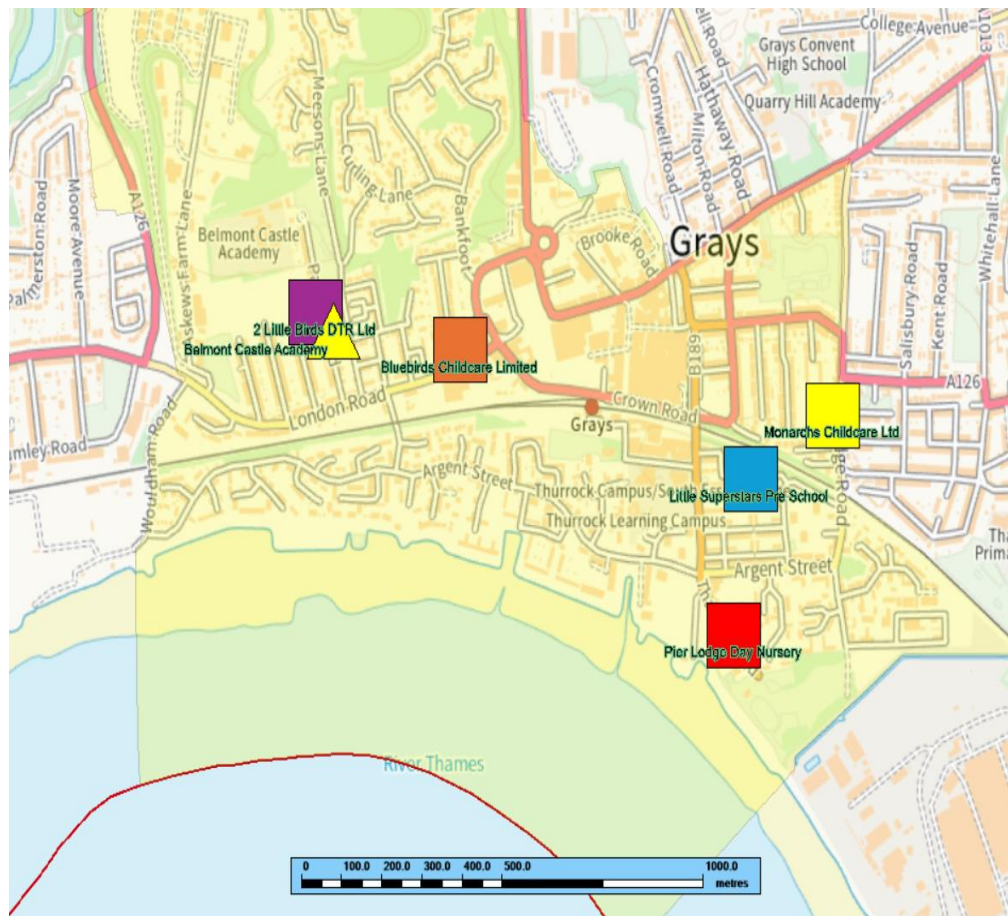 College Avenue
A1013
Grays Convent
High School
Quarry Hill Academy
Cromwell Road
Hathaway Road
Milton Road
Meesons Lane
Curling Lane
Bankfoot
Palmerston Road
Moore Avenue
A126
Belmont Castle
Academy
Brooke Road
Grays
Whitehall Lane
Salisbury Road
Kent Road
2 Little Birds DTR Ltd
Belmont Castle Academy
Bluebirds Childcare Limited
B189
A126
London Road
Crown Road
Grays
Monarchs Childcare Ltd
Wouldham Road
Argent Street
Thurrock Campus/South
Little Superstars Pre School
Thurrock Learning Campus
Argent Street
Pier Lodge Day Nursery
River Thames
0 100.0 200.0 300.0 400.0 500.0 1000.0
metres